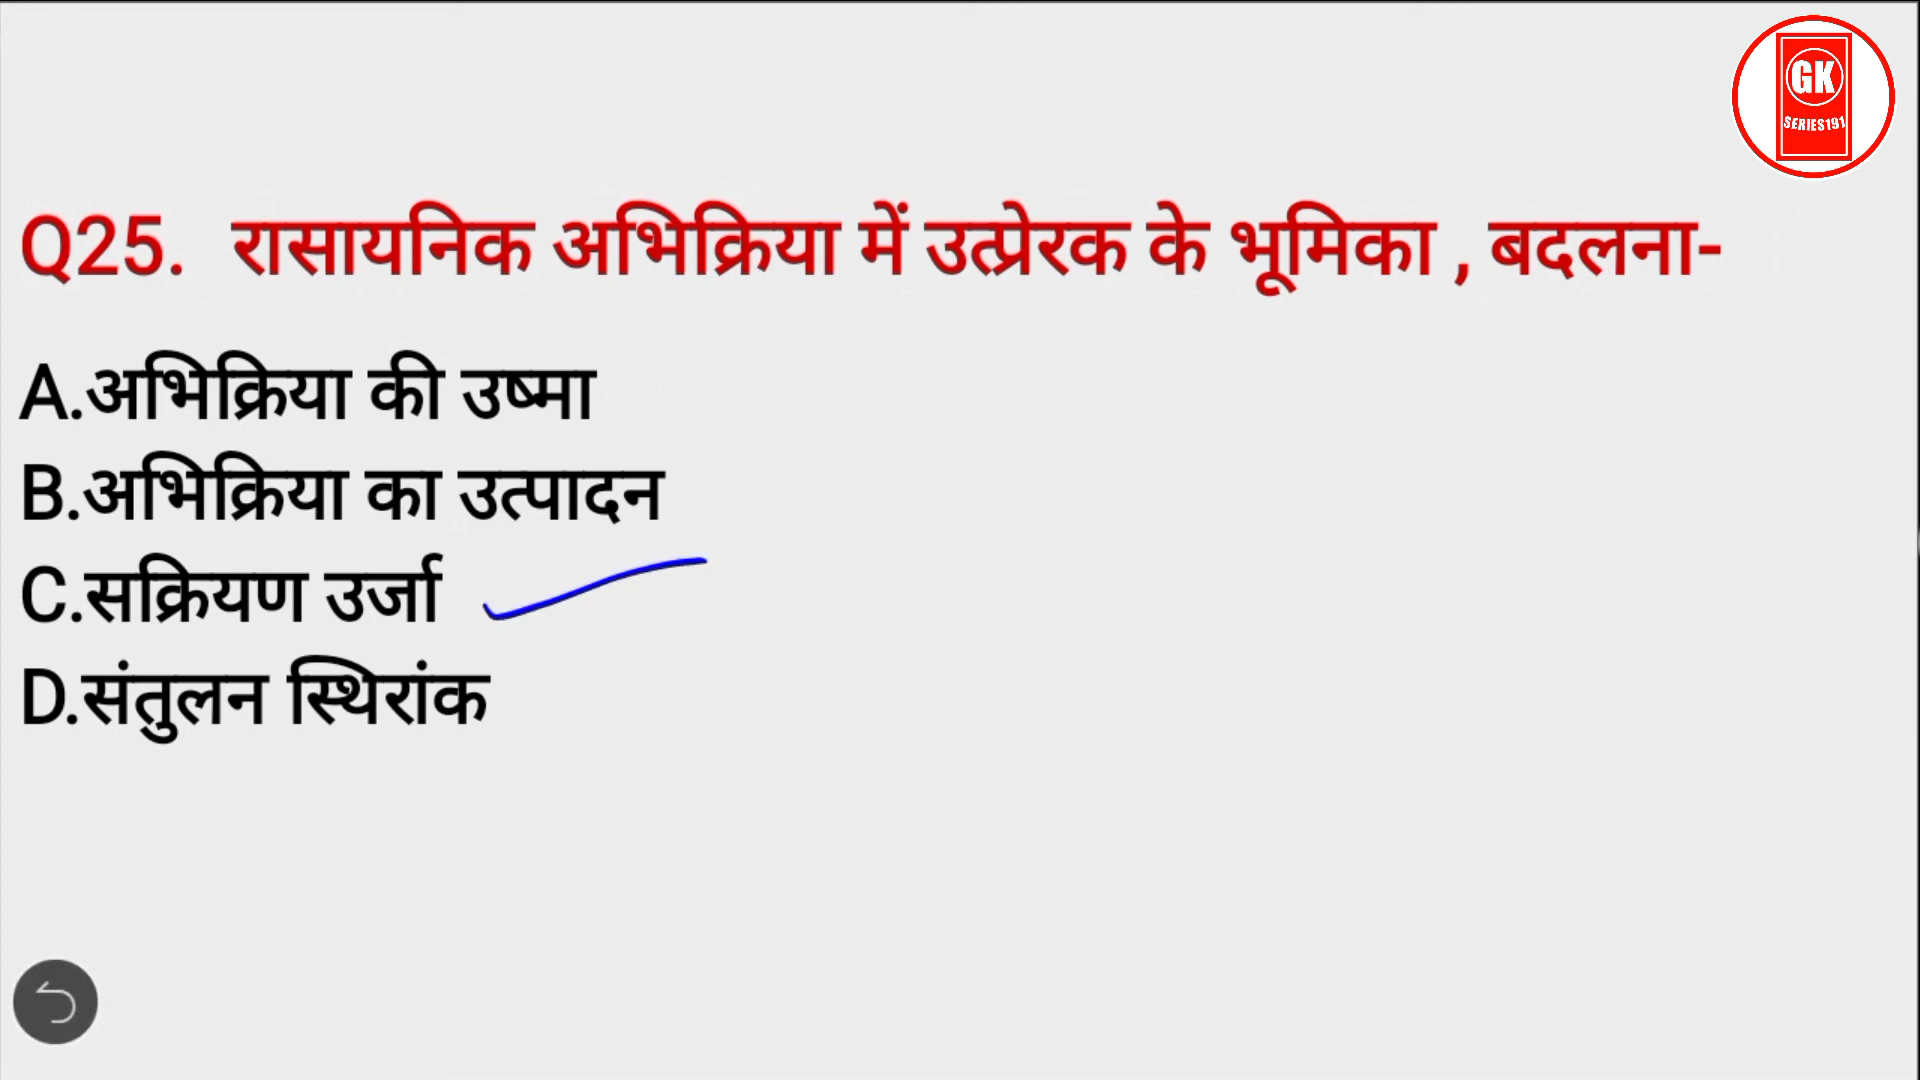 GK
SERIES191
Q25. रासायनिक अभिक्रिया में उत्प्रेरक के भूमिका , बदलना-
A.अभिक्रिया की उष्मा
B.अभिक्रिया का उत्पादन
C.सक्रियण उर्जा
D.संतुलन स्थिरांक